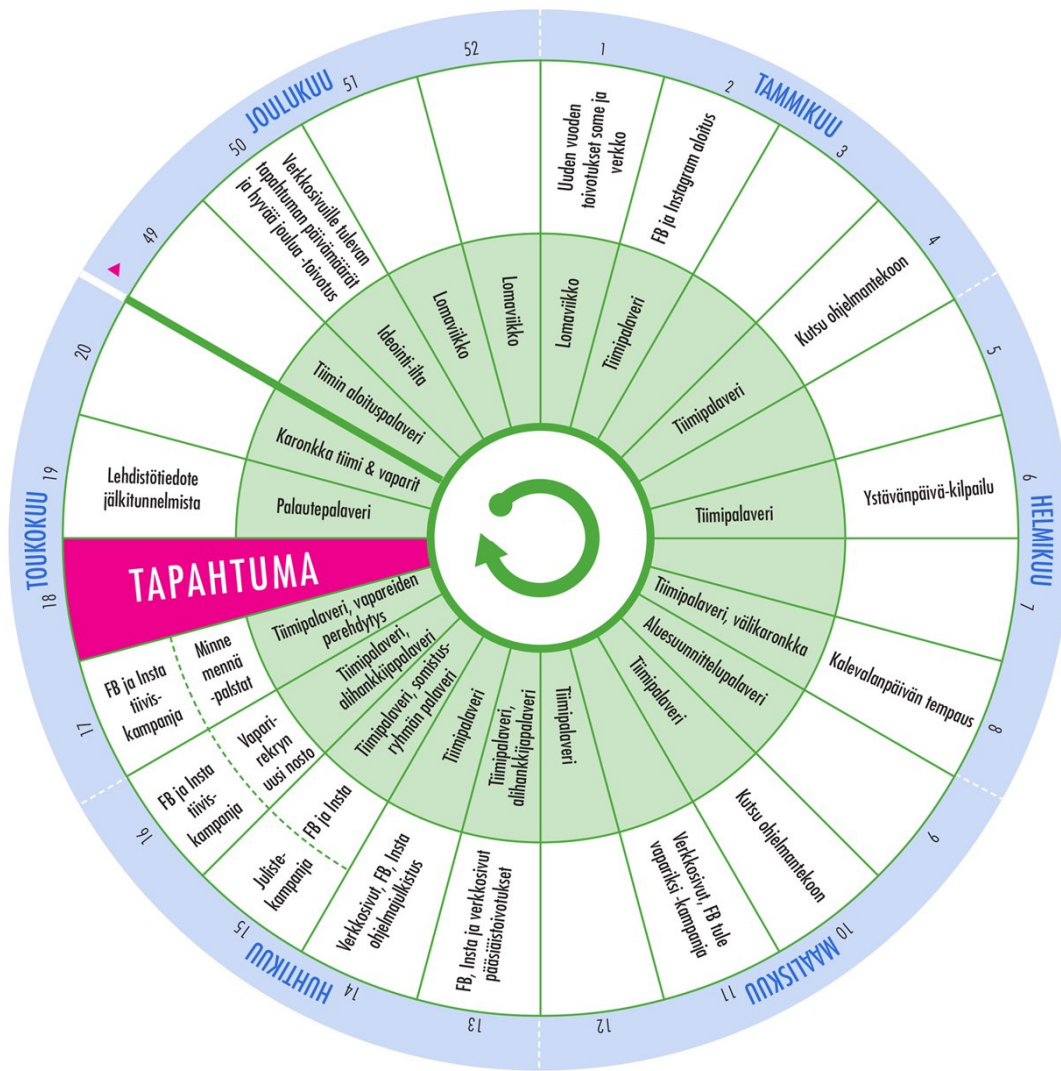 JOULUKUU
49
50
51
52
Tiimin aloituspalaveri
Verkkosivuille tulevan
tapahtuman päivämäärät
ja hyvää joulua -toivotus
Ideointi-ilta
Lomaviikko
Lomaviikko
TAMMIKUU
1
2
3
4
Uuden vuoden
toivotukset some ja
verkko
Lomaviikko
FB ja Instagram aloitus
Tiimipalaveri
Kutsu ohjelmantekoon
Tiimipalaveri
HELMIKUU
5
6
7
8
Ystävänpäivä-kilpailu
Tiimipalaveri
Kalevalanpäivän tempaus
Tiimipalaveri, välikaronkka
MAALISKUU
9
10
11
12
Aluesuunnittelupalaveri
Kutsu ohjelmantekoon
Tiimipalaveri
Verkkosivut, FB tule
vapariksi -kampanja
Tiimipalaveri
HUHTIKUU
13
14
15
16
FB, Insta ja verkkosivut
pääsiäistoivotukset
Tiimipalaveri,
alihankkijapalaveri
Verkkosivut, FB, Insta
ohjelmajulkistus
Tiimipalaveri
Juliste-
kampanja
FB ja Insta
Tiimipalaveri, somistus-
ryhmän palaveri
FB ja Insta
tiivis-
kampanja
Vapari-
rekryn
uusi nosto
Tiimipalaveri,
alihankkijapalaveri
TOUKOKUU
17
18
19
20
FB ja Insta
tiivis-
kampanja
Minne
mennä
-palstat
Tiimipalaveri, vapareiden
perehdytys
TAPAHTUMA
Lehdistötiedote
jälkitunnelmista
Palautepalaveri
Karonkka tiimi & vaparit